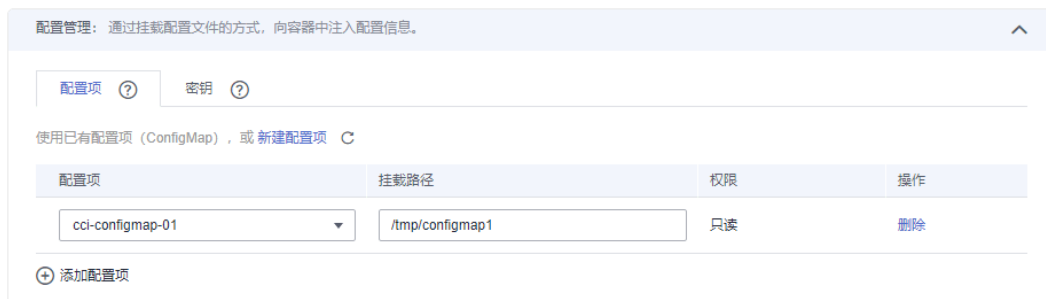 配置管理： 通过挂载配置文件的方式，向容器中注入配置信息。
配置项 ? 密钥 ?
使用已有配置项（ConfigMap），或 新建配置项
配置项 挂载路径 权限 操作
cci-configmap-01 /tmp/configmap1 只读 删除
添加配置项